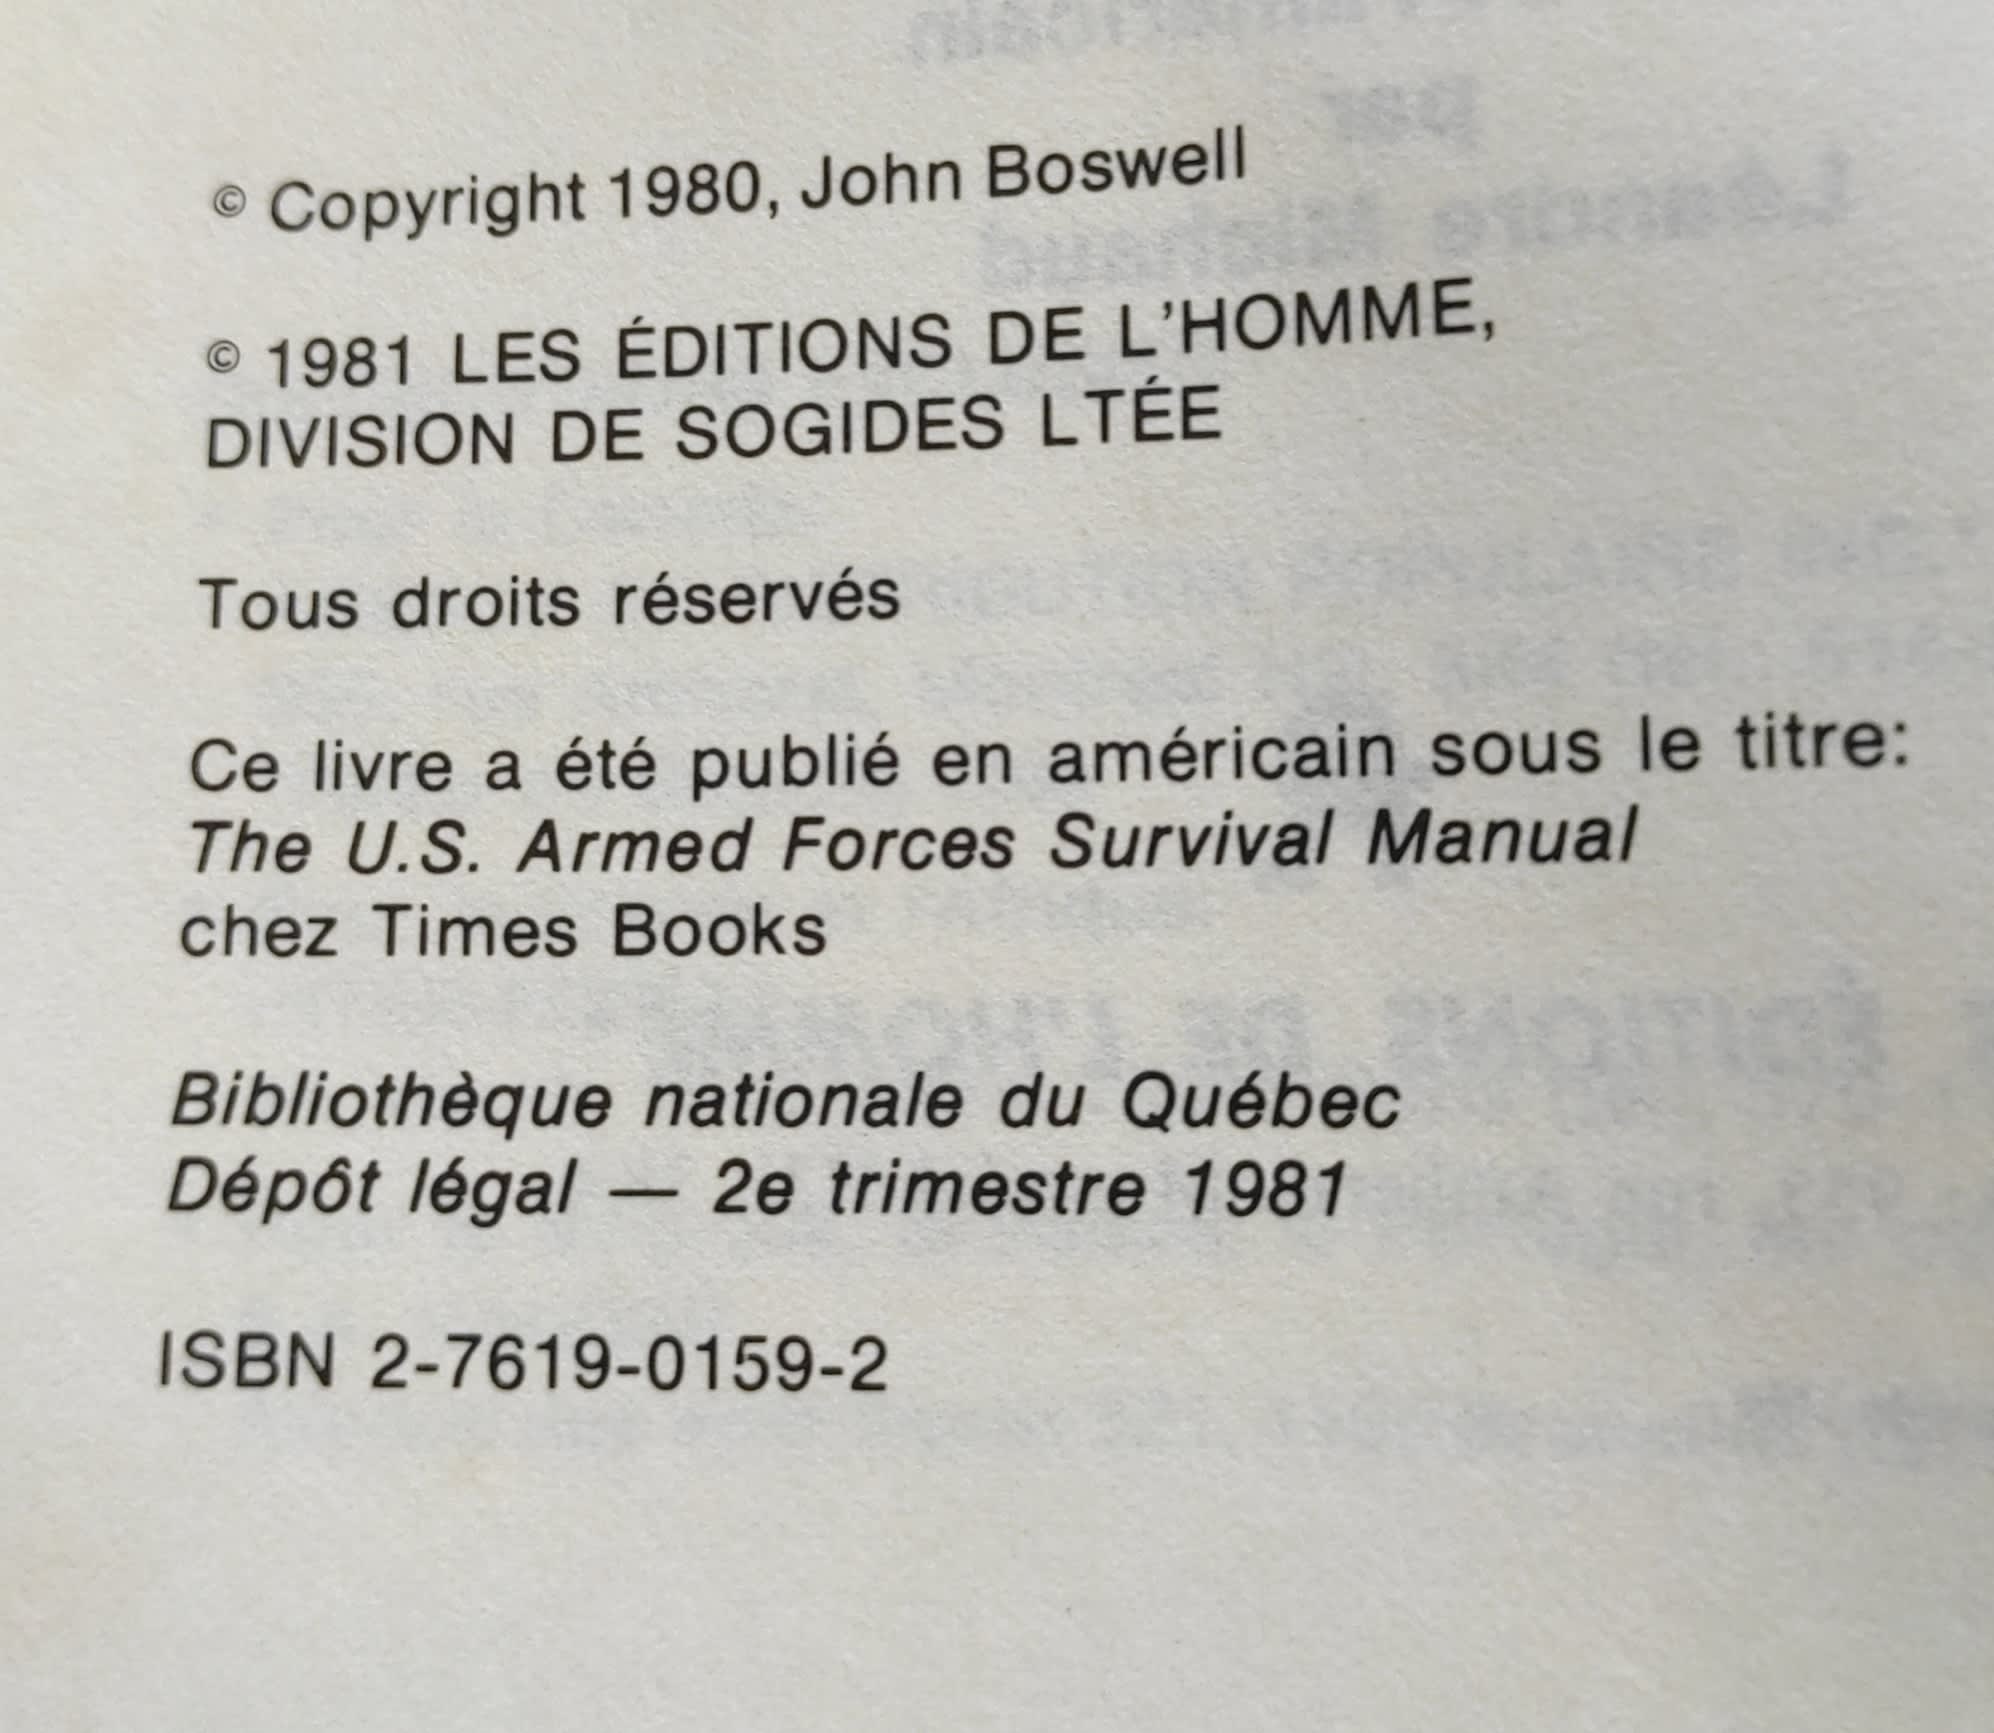 © Copyright 1980, John Boswell
© 1981 LES ÉDITIONS DE L'HOMME,
DIVISION DE SOGIDES LTÉE
Tous droits réservés
Ce livre a été publié en américain sous le titre:
The U.S. Armed Forces Survival Manual
chez Times Books
Bibliothèque nationale du Québec
Dépôt légal — 2e trimestre 1981
ISBN 2-7619-0159-2